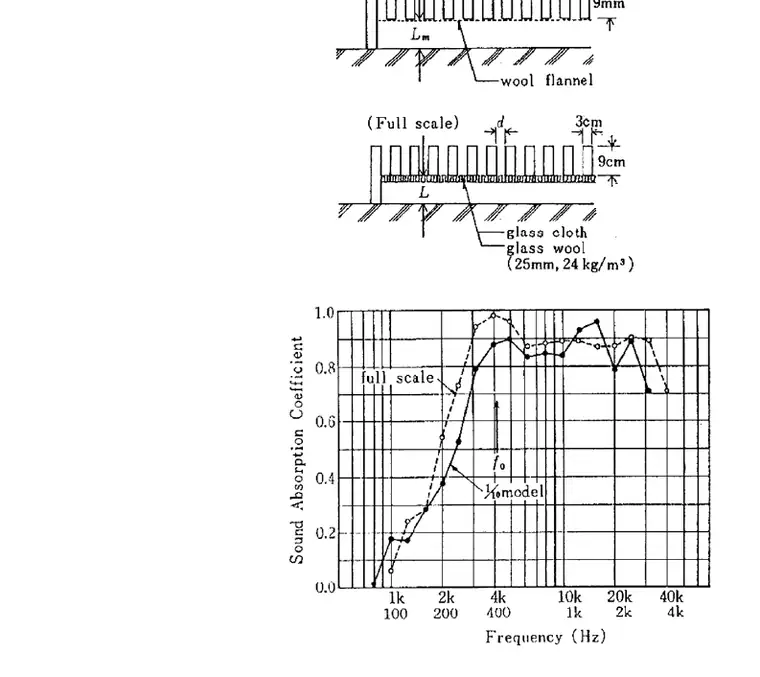 9mm
Lm
wool flannel
(Full scale) d 3cm
9cm
L
glass cloth
glass wool
(25mm, 24 kg/m³)
1.0
0.8
0.6
0.4
0.2
0.0
Sound Absorption Coefficient
full scale
f₀
1/10 model
1k 2k 4k 10k 20k 40k
100 200 400 1k 2k 4k
Frequency (Hz)